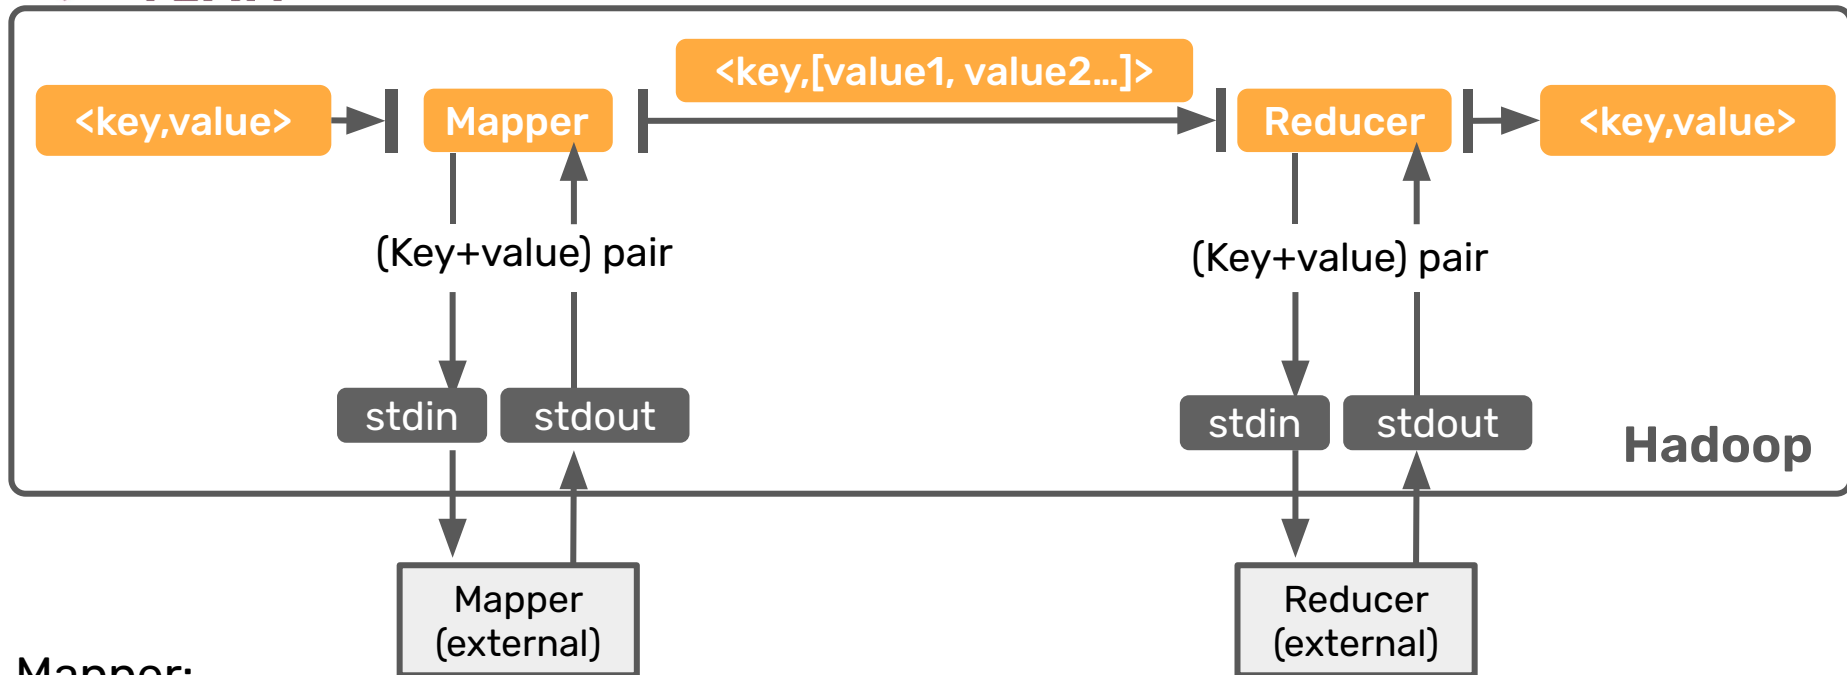 <key,[value1, value2...]>
<key,value>
Mapper
Reducer
<key,value>
(Key+value) pair
(Key+value) pair
stdin
stdout
stdin
stdout
Hadoop
Mapper
(external)
Reducer
(external)
Mapper: